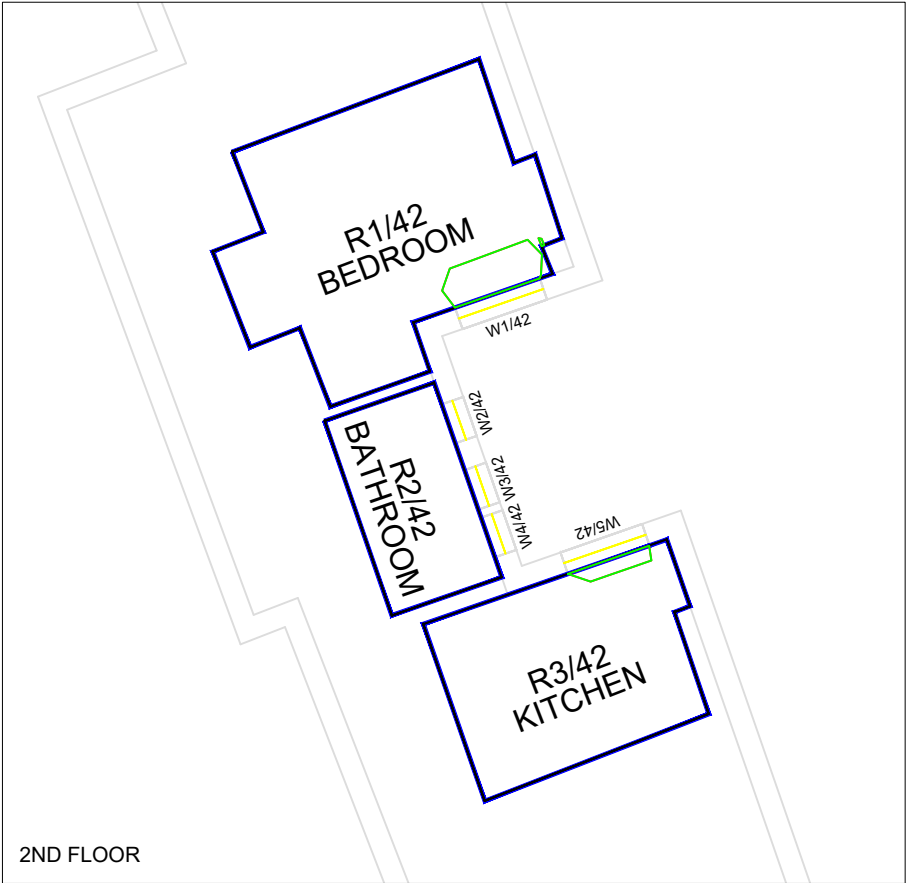 R1/42
BEDROOM
W1/42
W2/42
W3/42
W4/42
R2/42
BATHROOM
W5/42
R3/42
KITCHEN
2ND FLOOR